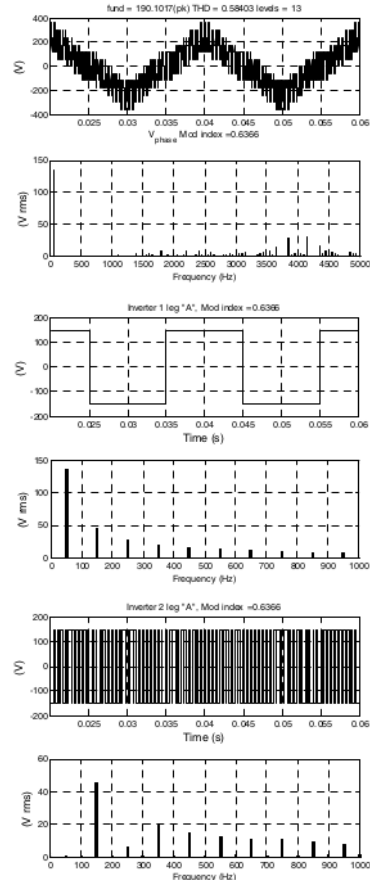 fund = 190.1017(pk) THD = 0.58403 levels = 13
400
200
0
-200
-400
(V)
0.025 0.03 0.035 0.04 0.045 0.05 0.055 0.06
Vphase Mod index =0.6366
150
100
50
0
(V rms)
0 500 1000 1500 2000 2500 3000 3500 4000 4500 5000
Frequency (Hz)
Inverter 1 leg "A", Mod index =0.6366
200
100
0
-100
-200
(V)
0.025 0.03 0.035 0.04 0.045 0.05 0.055 0.06
Time (s)
150
100
50
0
(V rms)
0 100 200 300 400 500 600 700 800 900 1000
Frequency (Hz)
Inverter 2 leg "A", Mod index =0.6366
200
100
0
-100
-200
(V)
0.025 0.03 0.035 0.04 0.045 0.05 0.055 0.06
Time (s)
60
40
20
0
(V rms)
0 100 200 300 400 500 600 700 800 900 1000
Frequency (Hz)